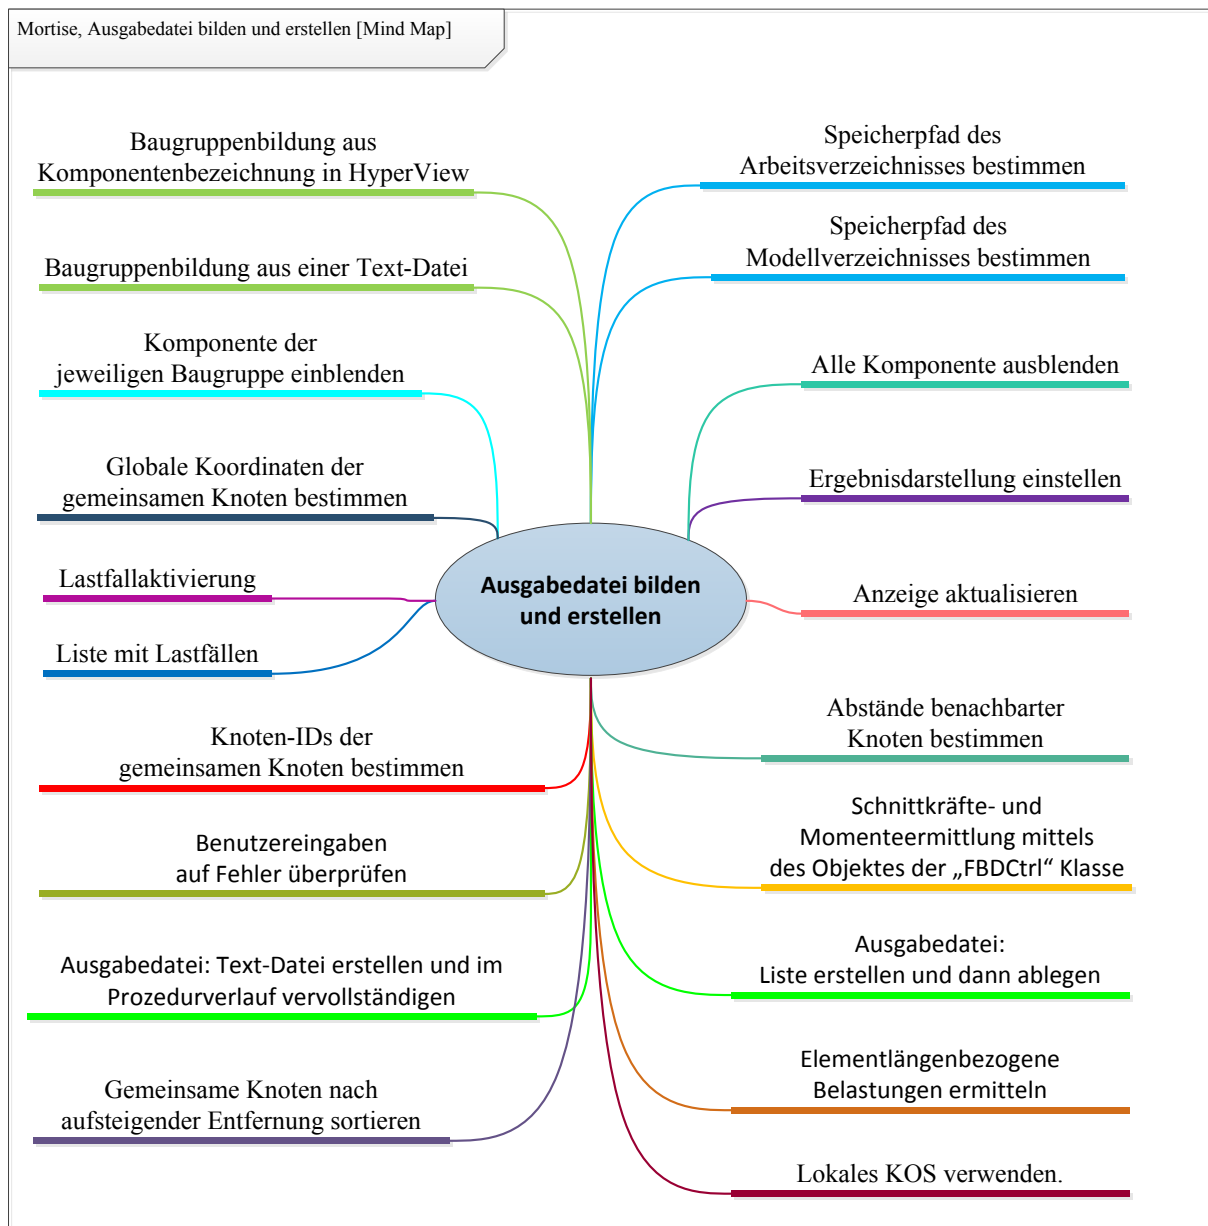 Mortise, Ausgabedatei bilden und erstellen [Mind Map]
Baugruppenbildung aus
Komponentenbezeichnung in HyperView
Baugruppenbildung aus einer Text-Datei
Komponente der
jeweiligen Baugruppe einblenden
Globale Koordinaten der
gemeinsamen Knoten bestimmen
Lastfallaktivierung
Liste mit Lastfällen
Knoten-IDs der
gemeinsamen Knoten bestimmen
Benutzereingaben
auf Fehler überprüfen
Ausgabedatei: Text-Datei erstellen und im
Prozedurverlauf vervollständigen
Gemeinsame Knoten nach
aufsteigender Entfernung sortieren
Ausgabedatei bilden
und erstellen
Speicherpfad des
Arbeitsverzeichnisses bestimmen
Speicherpfad des
Modellverzeichnisses bestimmen
Alle Komponente ausblenden
Ergebnisdarstellung einstellen
Anzeige aktualisieren
Abstände benachbarter
Knoten bestimmen
Schnittkräfte- und
Momenteermittlung mittels
des Objektes der „FBDCtrl“ Klasse
Ausgabedatei:
Liste erstellen und dann ablegen
Elementlängenbezogene
Belastungen ermitteln
Lokales KOS verwenden.